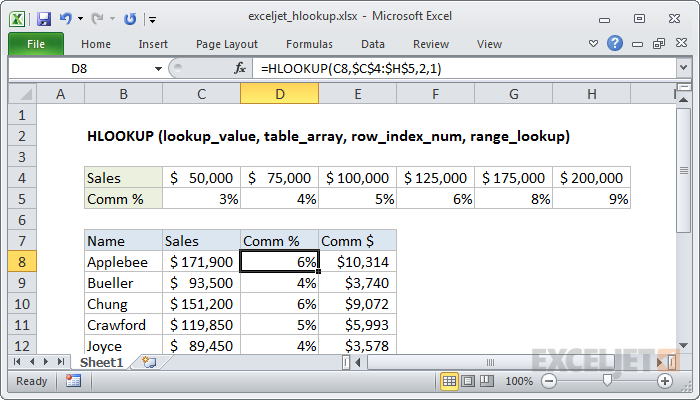 exceljet_hlookup.xlsx - Microsoft Excel
File Home Insert Page Layout Formulas Data Review View
D8 fx =HLOOKUP(C8,$C$4:$H$5,2,1)
A B C D E F G H I
1
2 HLOOKUP (lookup_value, table_array, row_index_num, range_lookup)
3
4 Sales $ 50,000 $ 75,000 $ 100,000 $ 125,000 $ 175,000 $ 200,000
5 Comm % 3% 4% 5% 6% 8% 9%
6
7 Name Sales Comm % Comm $
8 Applebee $ 171,900 6% $10,314
9 Bueller $ 93,500 4% $3,740
10 Chung $ 151,200 6% $9,072
11 Crawford $ 119,850 5% $5,993
12 Joyce $ 89,450 4% $3,578
Sheet1
EXCELJET
Ready 100%